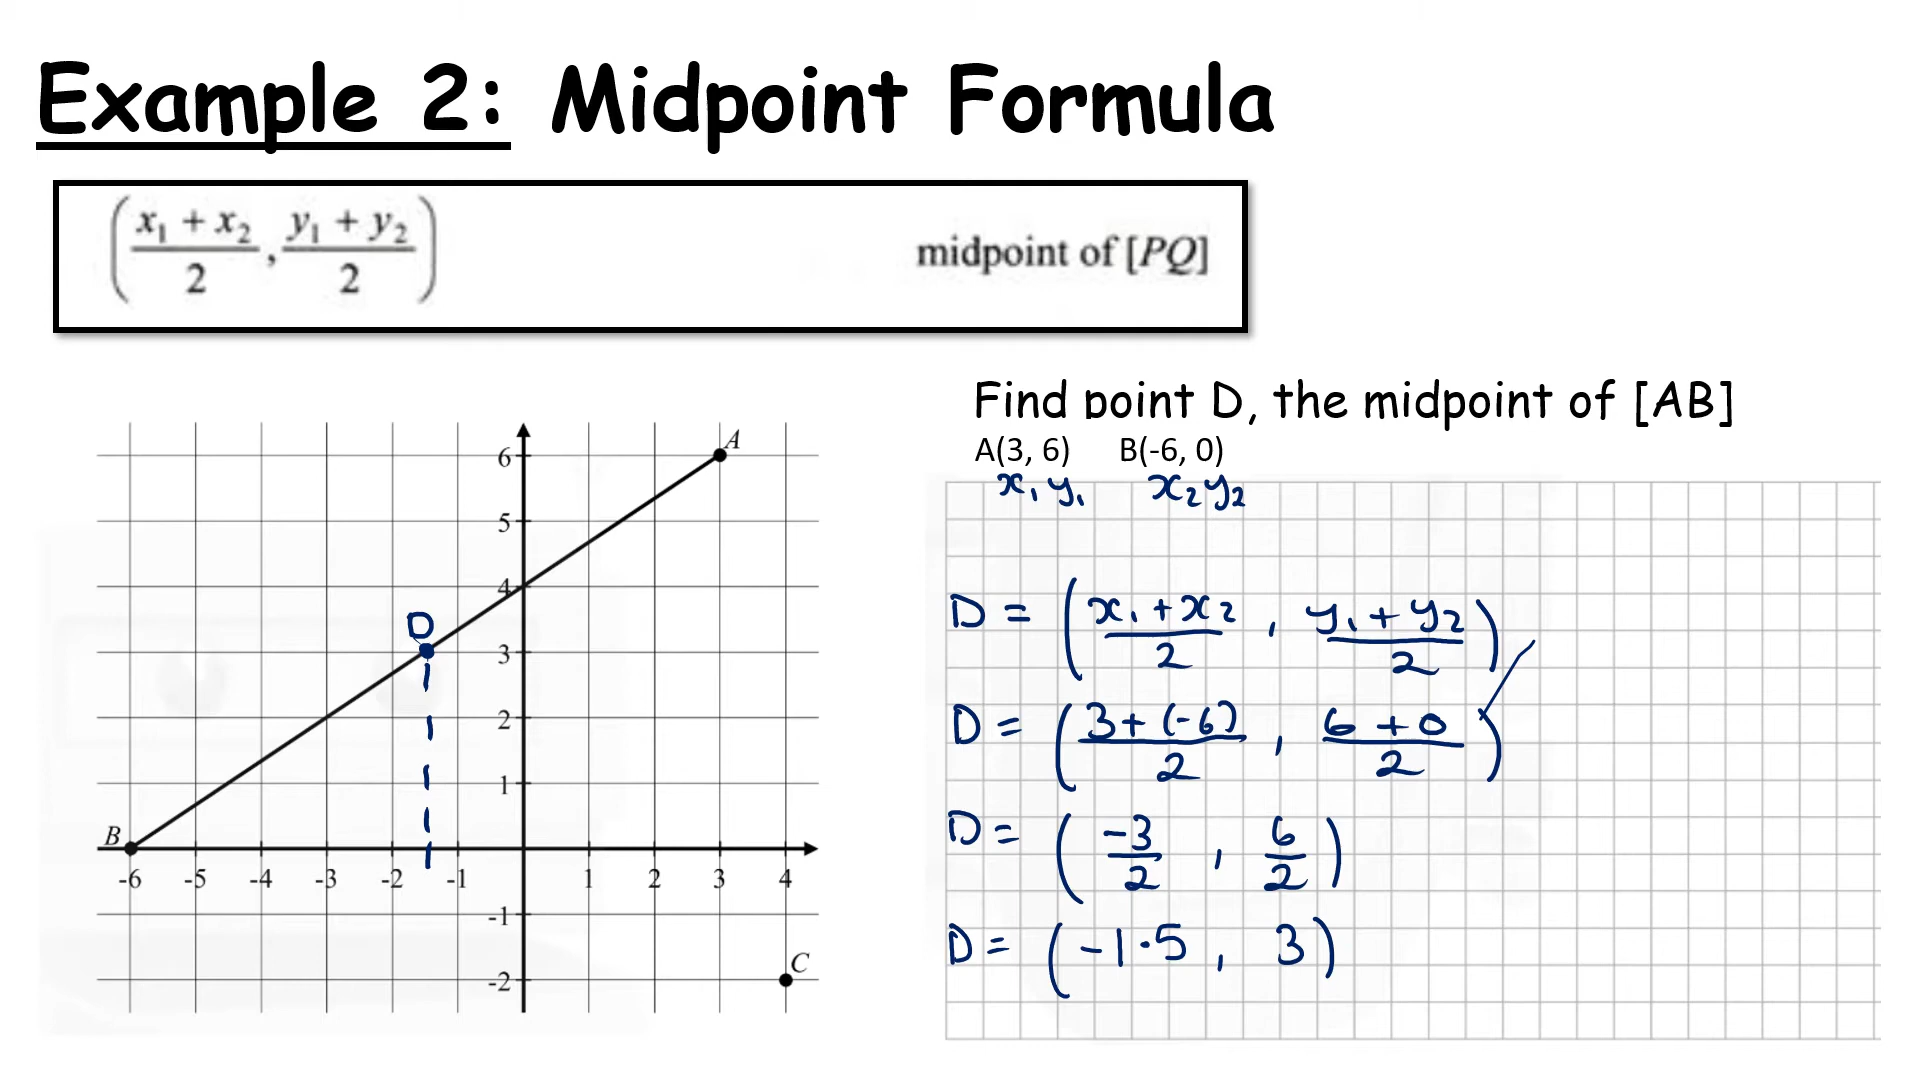 Example 2: Midpoint Formula
(x₁ + x₂ / 2 , y₁ + y₂ / 2) midpoint of [PQ]
Find point D, the midpoint of [AB]
A(3, 6) B(-6, 0)
x₁ y₁ x₂ y₂
D = (x₁ + x₂ / 2 , y₁ + y₂ / 2)
D = (3 + (-6) / 2 , 6 + 0 / 2)
D = (-3 / 2 , 6 / 2)
D = (-1·5 , 3)
A
6
5
4
D
3
2
1
B
-6 -5 -4 -3 -2 -1 1 2 3 4
-1
C
-2